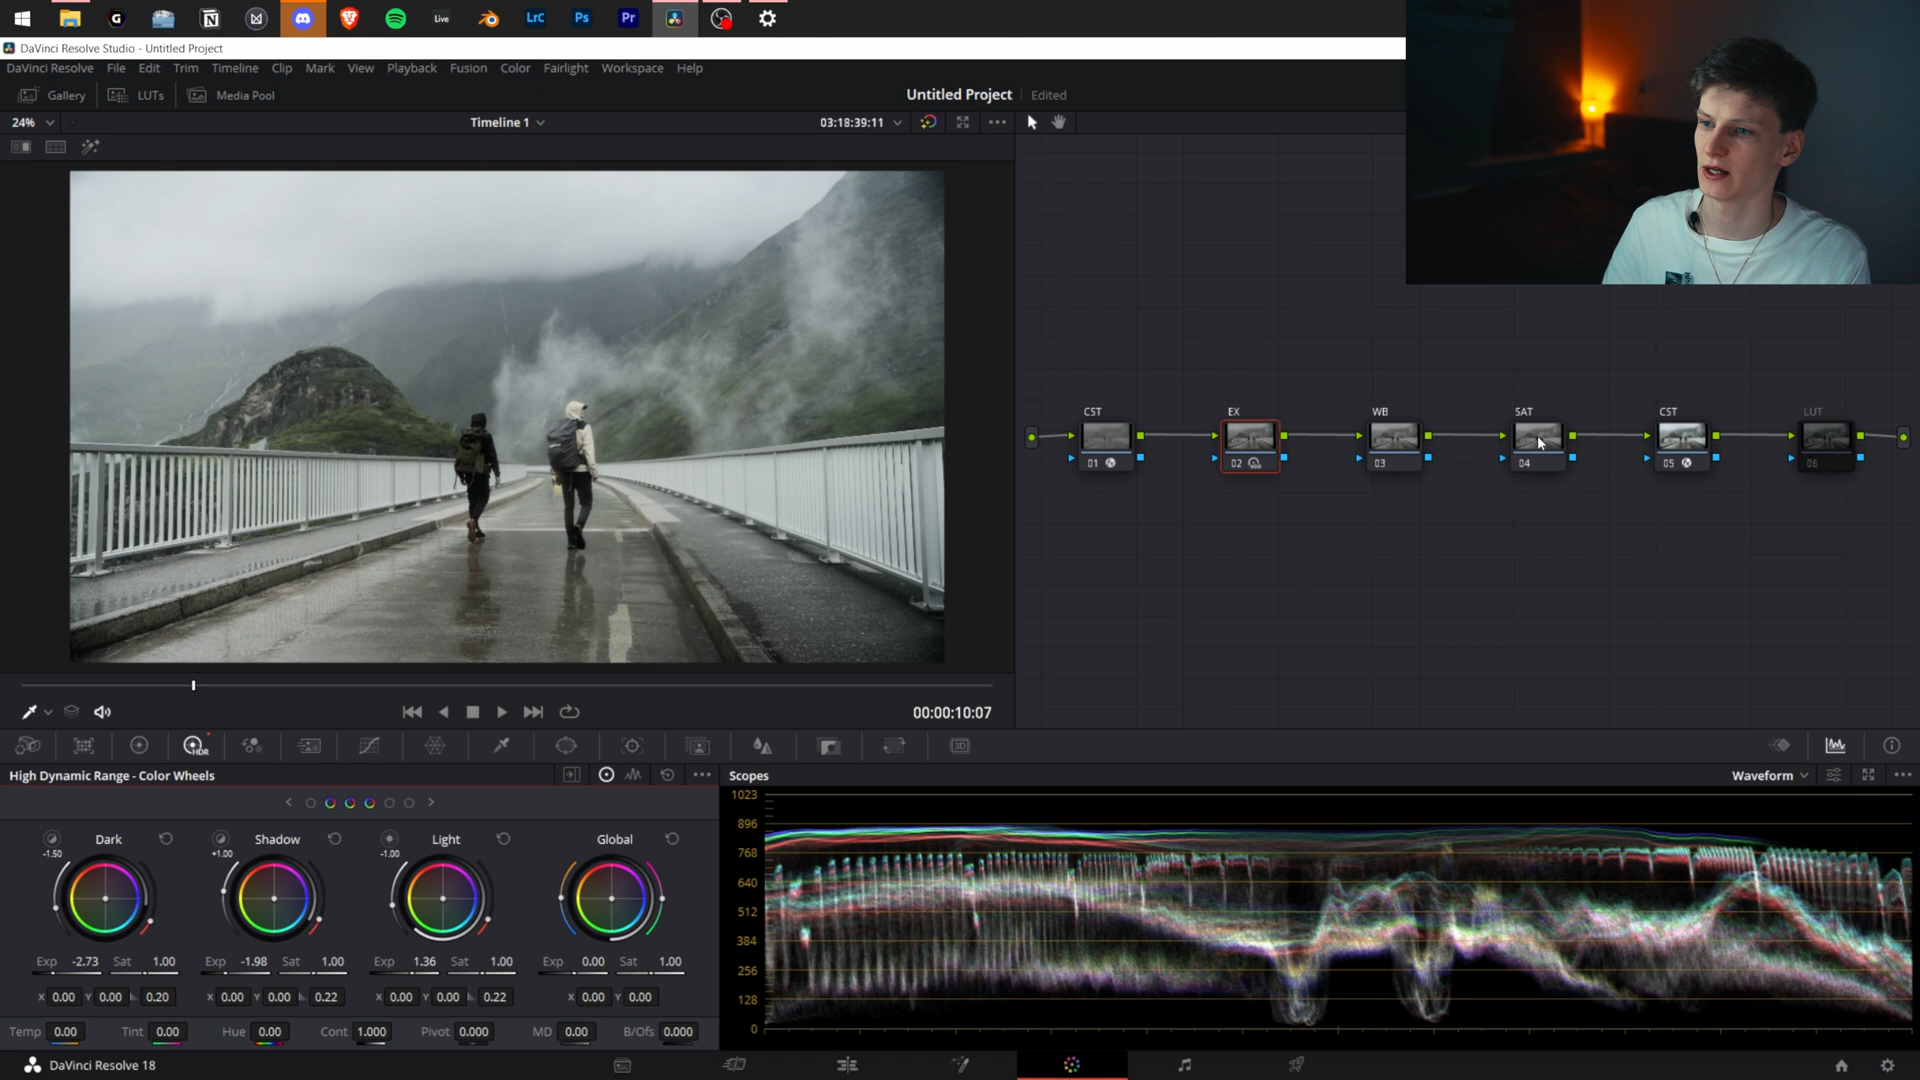 Live
LrC
Ps
Pr
DaVinci Resolve Studio - Untitled Project
DaVinci Resolve File Edit Trim Timeline Clip Mark View Playback Fusion Color Fairlight Workspace Help
Gallery LUTs Media Pool Untitled Project Edited
24% Timeline 1 03:18:39:11
CST EX WB SAT CST LUT
01 02 03 04 05 06
00:00:10:07
HDR
3D
High Dynamic Range - Color Wheels Scopes Waveform
Dark Shadow Light Global
-1.50 +1.00 -1.00
Exp -2.73 Sat 1.00 Exp -1.98 Sat 1.00 Exp 1.36 Sat 1.00 Exp 0.00 Sat 1.00
X 0.00 Y 0.00 0.20 X 0.00 Y 0.00 0.22 X 0.00 Y 0.00 0.22 X 0.00 Y 0.00
Temp 0.00 Tint 0.00 Hue 0.00 Cont 1.000 Pivot 0.000 MD 0.00 B/Ofs 0.000
1023
896
768
640
512
384
256
128
0
DaVinci Resolve 18